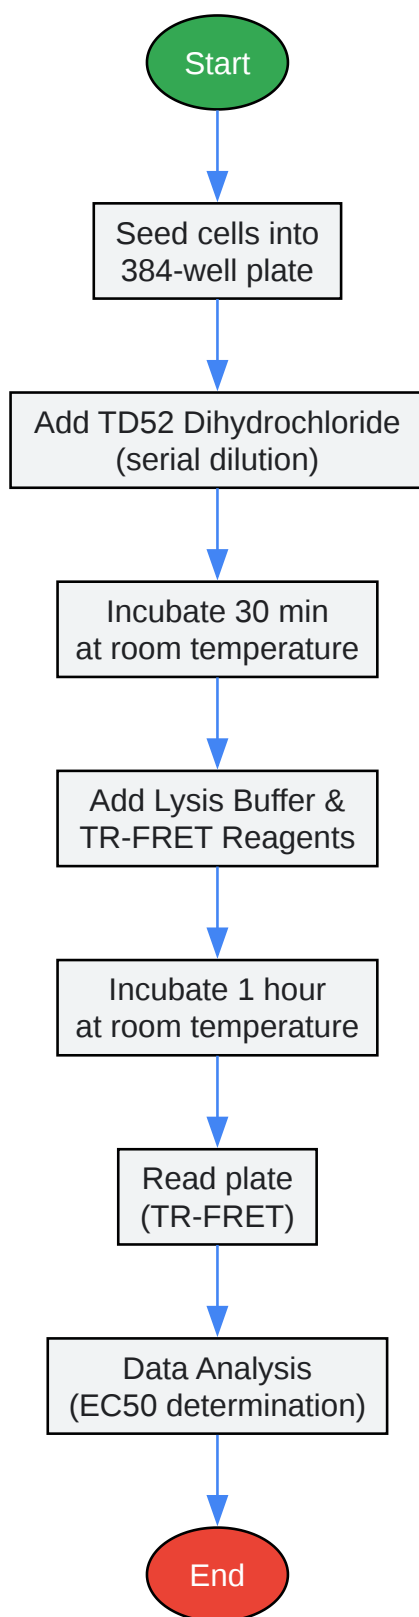 Start
Seed cells into
384-well plate
Add TD52 Dihydrochloride
(serial dilution)
Incubate 30 min
at room temperature
Add Lysis Buffer &
TR-FRET Reagents
Incubate 1 hour
at room temperature
Read plate
(TR-FRET)
Data Analysis
(EC50 determination)
End